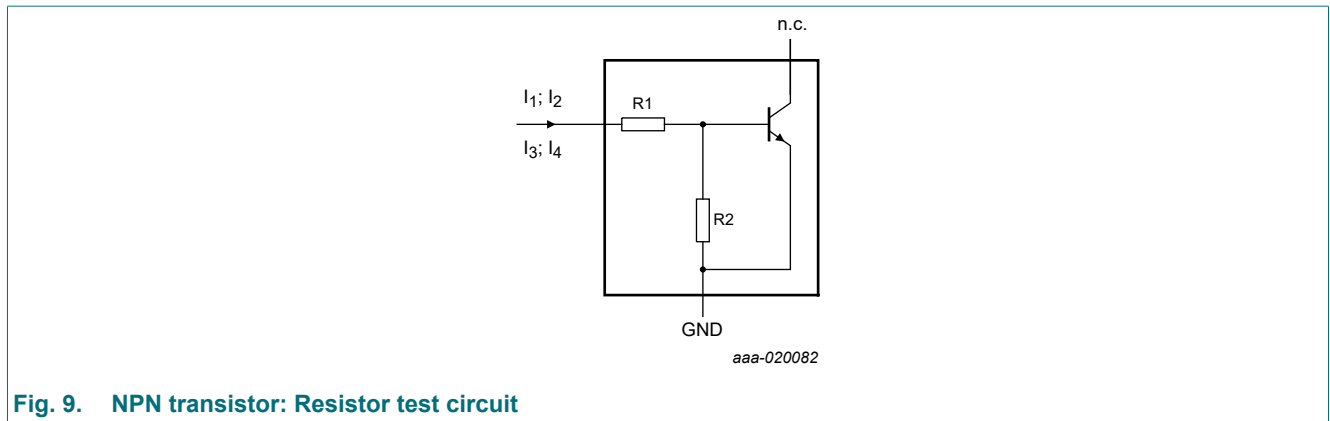 n.c.
I1; I2
R1
I3; I4
R2
GND
aaa-020082
Fig. 9. NPN transistor: Resistor test circuit